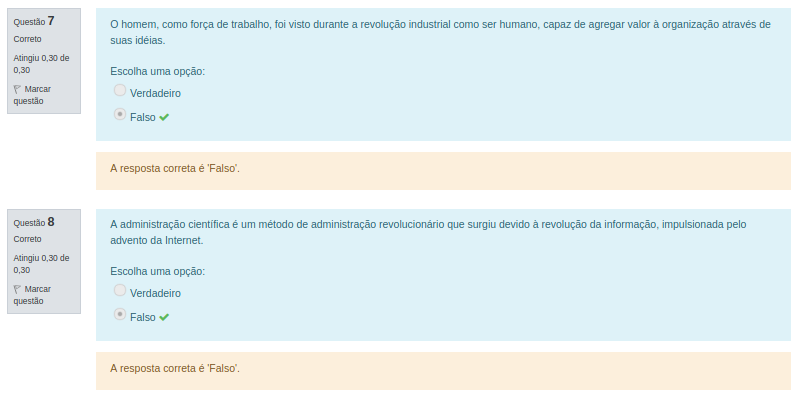 Questão 7
Correto
Atingiu 0,30 de
0,30
Marcar
questão
O homem, como força de trabalho, foi visto durante a revolução industrial como ser humano, capaz de agregar valor à organização através de
suas idéias.
Escolha uma opção:
Verdadeiro
Falso
A resposta correta é 'Falso'.
Questão 8
Correto
Atingiu 0,30 de
0,30
Marcar
questão
A administração científica é um método de administração revolucionário que surgiu devido à revolução da informação, impulsionada pelo
advento da Internet.
Escolha uma opção:
Verdadeiro
Falso
A resposta correta é 'Falso'.